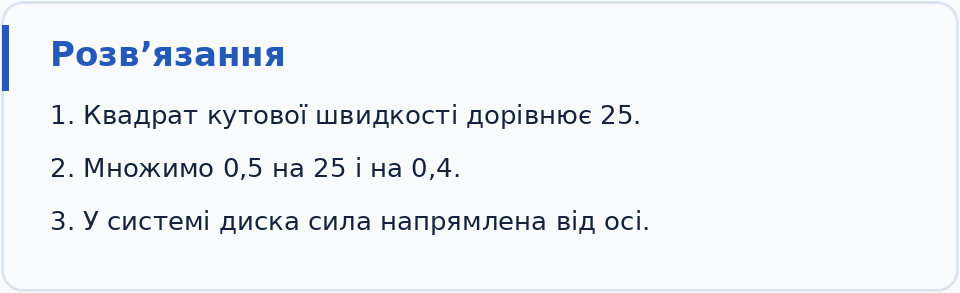 Розв’язання
1. Квадрат кутової швидкості дорівнює 25.
2. Множимо 0,5 на 25 і на 0,4.
3. У системі диска сила напрямлена від осі.